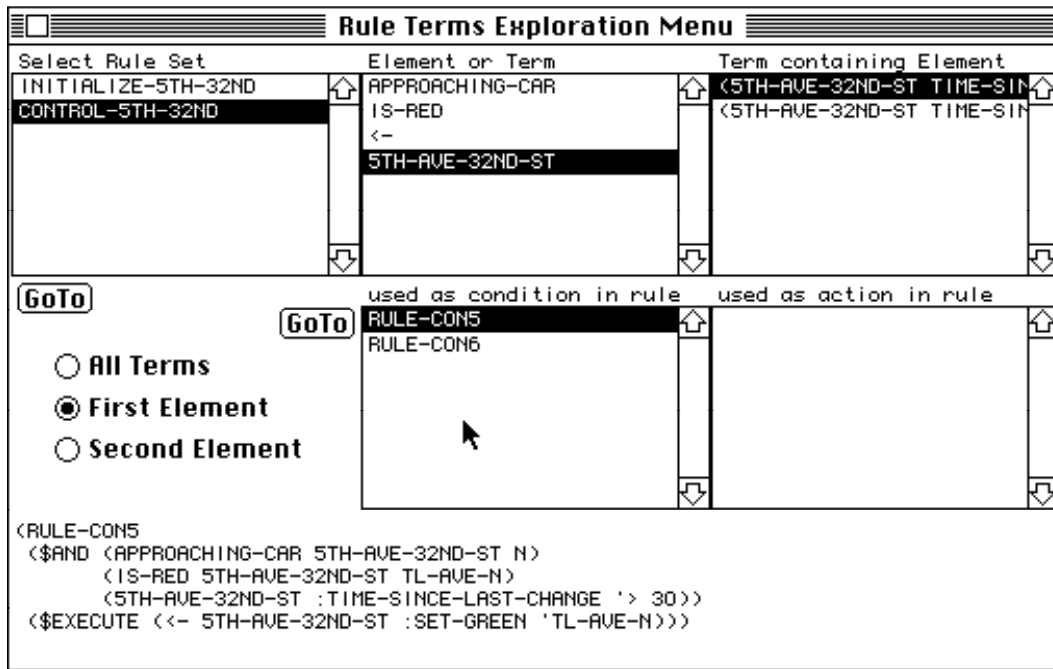 Rule Terms Exploration Menu
Select Rule Set
INITIALIZE-5TH-32ND
CONTROL-5TH-32ND
Element or Term
APPROACHING-CAR
IS-RED
<-
5TH-AVE-32ND-ST
Term containing Element
(5TH-AVE-32ND-ST TIME-SIN
(5TH-AVE-32ND-ST TIME-SIN
GoTo
GoTo
All Terms
First Element
Second Element
used as condition in rule
RULE-CON5
RULE-CON6
used as action in rule
(RULE-CON5
($AND (APPROACHING-CAR 5TH-AVE-32ND-ST N)
(IS-RED 5TH-AVE-32ND-ST TL-AVE-N)
(5TH-AVE-32ND-ST :TIME-SINCE-LAST-CHANGE '> 30))
($EXECUTE (<- 5TH-AVE-32ND-ST :SET-GREEN 'TL-AVE-N)))